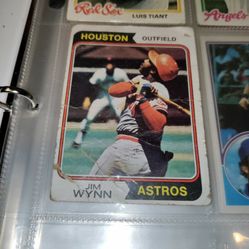 Red Sox
LUIS TIANT
Angels
HOUSTON
OUTFIELD
JIM
WYNN
ASTROS